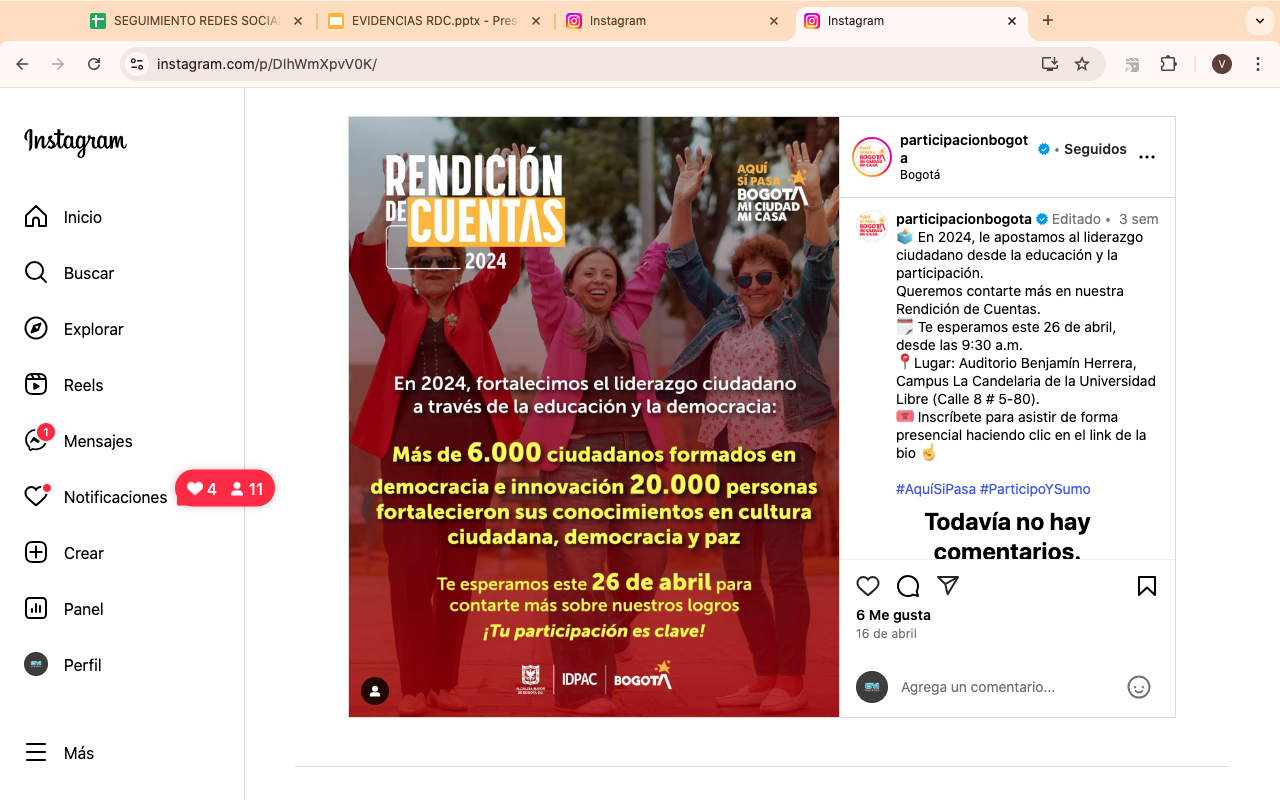 SEGUIMIENTO REDES SOCIA
EVIDENCIAS RDC.pptx - Pres
Instagram
Instagram
instagram.com/p/DIhWmXpvV0K/
V
Instagram
Inicio
Buscar
Explorar
Reels
1
Mensajes
Notificaciones
4 11
Crear
Panel
Perfil
Más
RENDICIÓN
DE CUENTAS
2024
AQUÍ
SÍ PASA
BOGOTÁ
MI CIUDAD
MI CASA
En 2024, fortalecimos el liderazgo ciudadano
a través de la educación y la democracia:
Más de 6.000 ciudadanos formados en
democracia e innovación 20.000 personas
fortalecieron sus conocimientos en cultura
ciudadana, democracia y paz
Te esperamos este 26 de abril para
contarte más sobre nuestros logros
¡Tu participación es clave!
ALCALDÍA MAYOR
DE BOGOTÁ D.C.
IDPAC
BOGOTÁ
participacionbogot
a
• Seguidos
Bogotá
participacionbogota Editado • 3 sem
🗳️ En 2024, le apostamos al liderazgo
ciudadano desde la educación y la
participación.
Queremos contarte más en nuestra
Rendición de Cuentas.
🗓️ Te esperamos este 26 de abril,
desde las 9:30 a.m.
📍Lugar: Auditorio Benjamín Herrera,
Campus La Candelaria de la Universidad
Libre (Calle 8 # 5-80).
🎟️ Inscríbete para asistir de forma
presencial haciendo clic en el link de la
bio ☝️
#AquíSiPasa #ParticipoYSumo
Todavía no hay
comentarios.
6 Me gusta
16 de abril
Agrega un comentario...